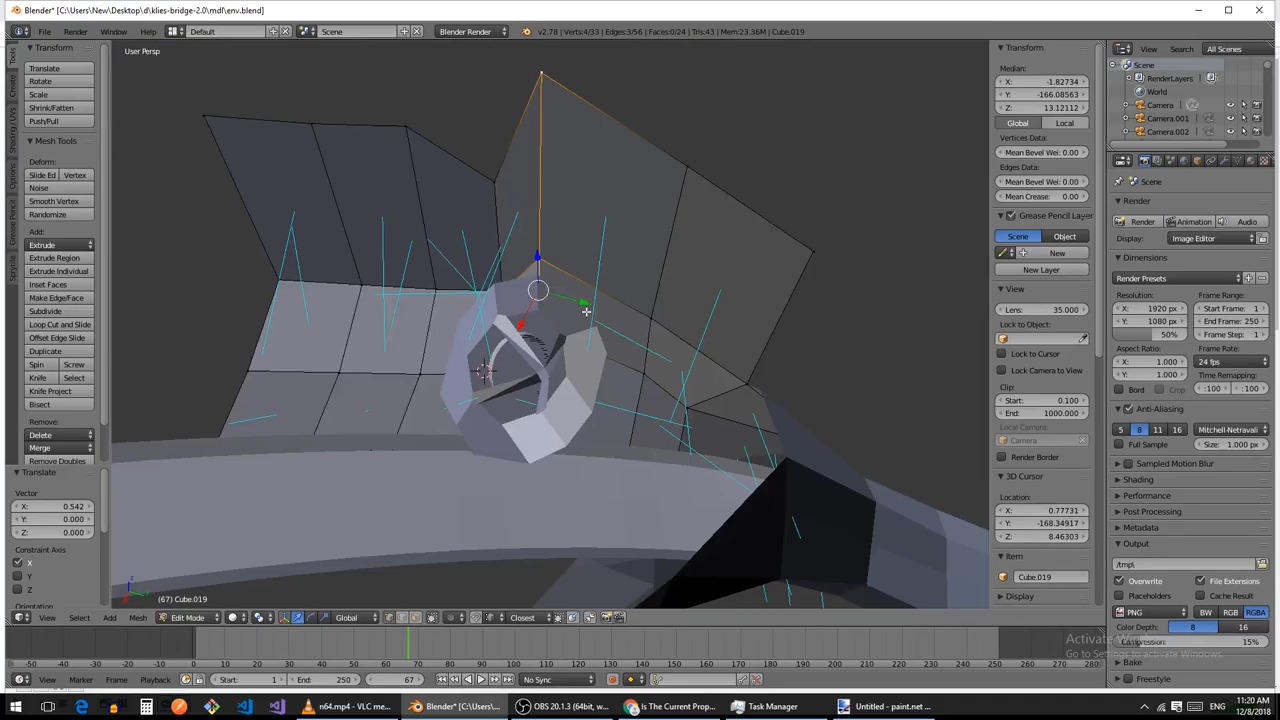 Blender* [C:\Users\New\Desktop\d\klies-bridge-2.0\mdl\env.blend]
File Render Window Help Default Scene Blender Render v2.78 | Verts:4/33 | Edges:3/56 | Faces:0/24 | Tris:43 | Mem:23.36M | Cube.019
View Search All Scenes
Transform
Translate
Rotate
Scale
Shrink/Fatten
Push/Pull
Mesh Tools
Deform:
Slide Ed Vertex
Noise
Smooth Vertex
Randomize
Add:
Extrude
Extrude Region
Extrude Individual
Inset Faces
Make Edge/Face
Subdivide
Loop Cut and Slide
Offset Edge Slide
Duplicate
Spin Screw
Knife Select
Knife Project
Bisect
Remove:
Delete
Merge
Remove Doubles
Translate
Vector
X: 0.542
Y: 0.000
Z: 0.000
Constraint Axis
X
Y
Z
Orientation
Tools
Create
Shading / UVs
Options
Grease Pencil
Sprytile
User Persp
(67) Cube.019
Transform
Median:
X: -1.82734
Y: -166.08563
Z: 13.12112
Global Local
Vertices Data:
Mean Bevel Wei: 0.00
Edges Data:
Mean Bevel Wei: 0.00
Mean Crease: 0.00
Grease Pencil Layer
Scene Object
New
New Layer
View
Lens: 35.000
Lock to Object:
Lock to Cursor
Lock Camera to View
Clip:
Start: 0.100
End: 1000.000
Local Camera:
Camera
Render Border
3D Cursor
Location:
X: 0.77731
Y: -168.34917
Z: 8.46303
Item
Cube.019
Display
Scene
RenderLayers
World
Camera
Camera.001
Camera.002
Scene
Render
Render Animation Audio
Display: Image Editor
Dimensions
Render Presets
Resolution: Frame Range:
X: 1920 px Start Frame: 1
Y: 1080 px End Frame: 250
50% Frame Step: 1
Aspect Ratio: Frame Rate:
X: 1.000 24 fps
Y: 1.000 Time Remapping:
Bord Crop :100 :100
Anti-Aliasing
5 8 11 16 Mitchell-Netravali
Full Sample Size: 1.000 px
Sampled Motion Blur
Shading
Performance
Post Processing
Metadata
Output
/tmp\
Overwrite File Extensions
Placeholders Cache Result
PNG BW RGB RGBA
Color Depth: 8 16
Compression: 15%
Bake
Freestyle
Activate Windows
Go to Settings to activate Windows.
View Select Add Mesh Edit Mode Global Closest
-50 -40 -30 -20 -10 0 10 20 30 40 50 60 70 80 90 100 110 120 130 140 150 160 170 180 190 200 210 220 230 240 250 260 270 280
View Marker Frame Playback Start: 1 End: 250 67 No Sync
n64.mp4 - VLC me... Blender* [C:\Users\... OBS 20.1.3 (64bit, w... Is The Current Prop... Task Manager Untitled - paint.net ...
11:20 AM
12/8/2018